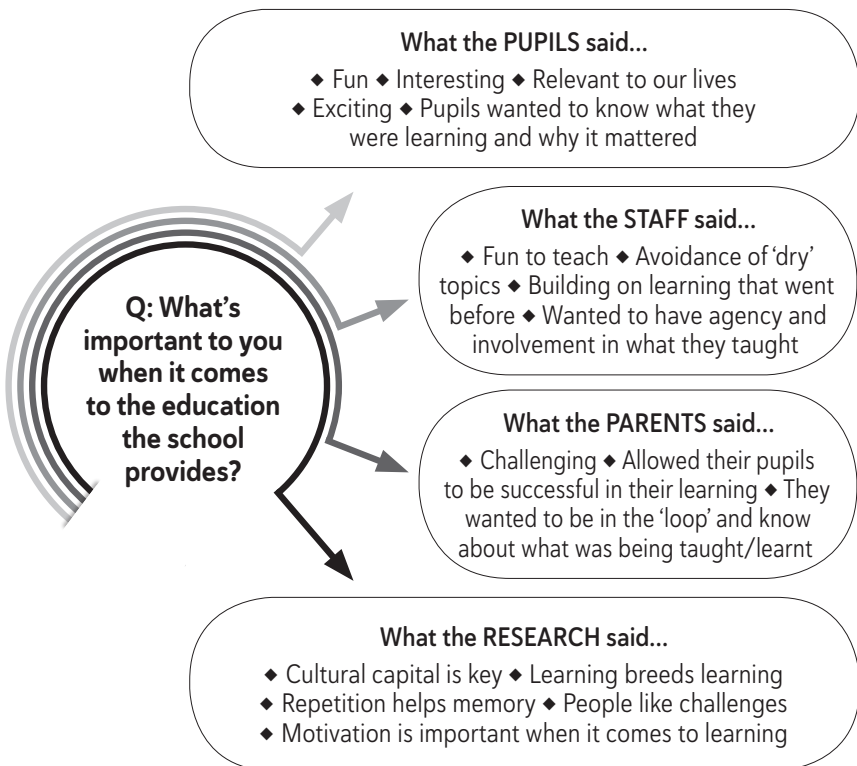 What the PUPILS said...
◆ Fun ◆ Interesting ◆ Relevant to our lives
◆ Exciting ◆ Pupils wanted to know what they
were learning and why it mattered
Q: What’s
important to you
when it comes
to the education
the school
provides?
What the STAFF said...
◆ Fun to teach ◆ Avoidance of ‘dry’
topics ◆ Building on learning that went
before ◆ Wanted to have agency and
involvement in what they taught
What the PARENTS said...
◆ Challenging ◆ Allowed their pupils
to be successful in their learning ◆ They
wanted to be in the ‘loop’ and know
about what was being taught/learnt
What the RESEARCH said...
◆ Cultural capital is key ◆ Learning breeds learning
◆ Repetition helps memory ◆ People like challenges
◆ Motivation is important when it comes to learning